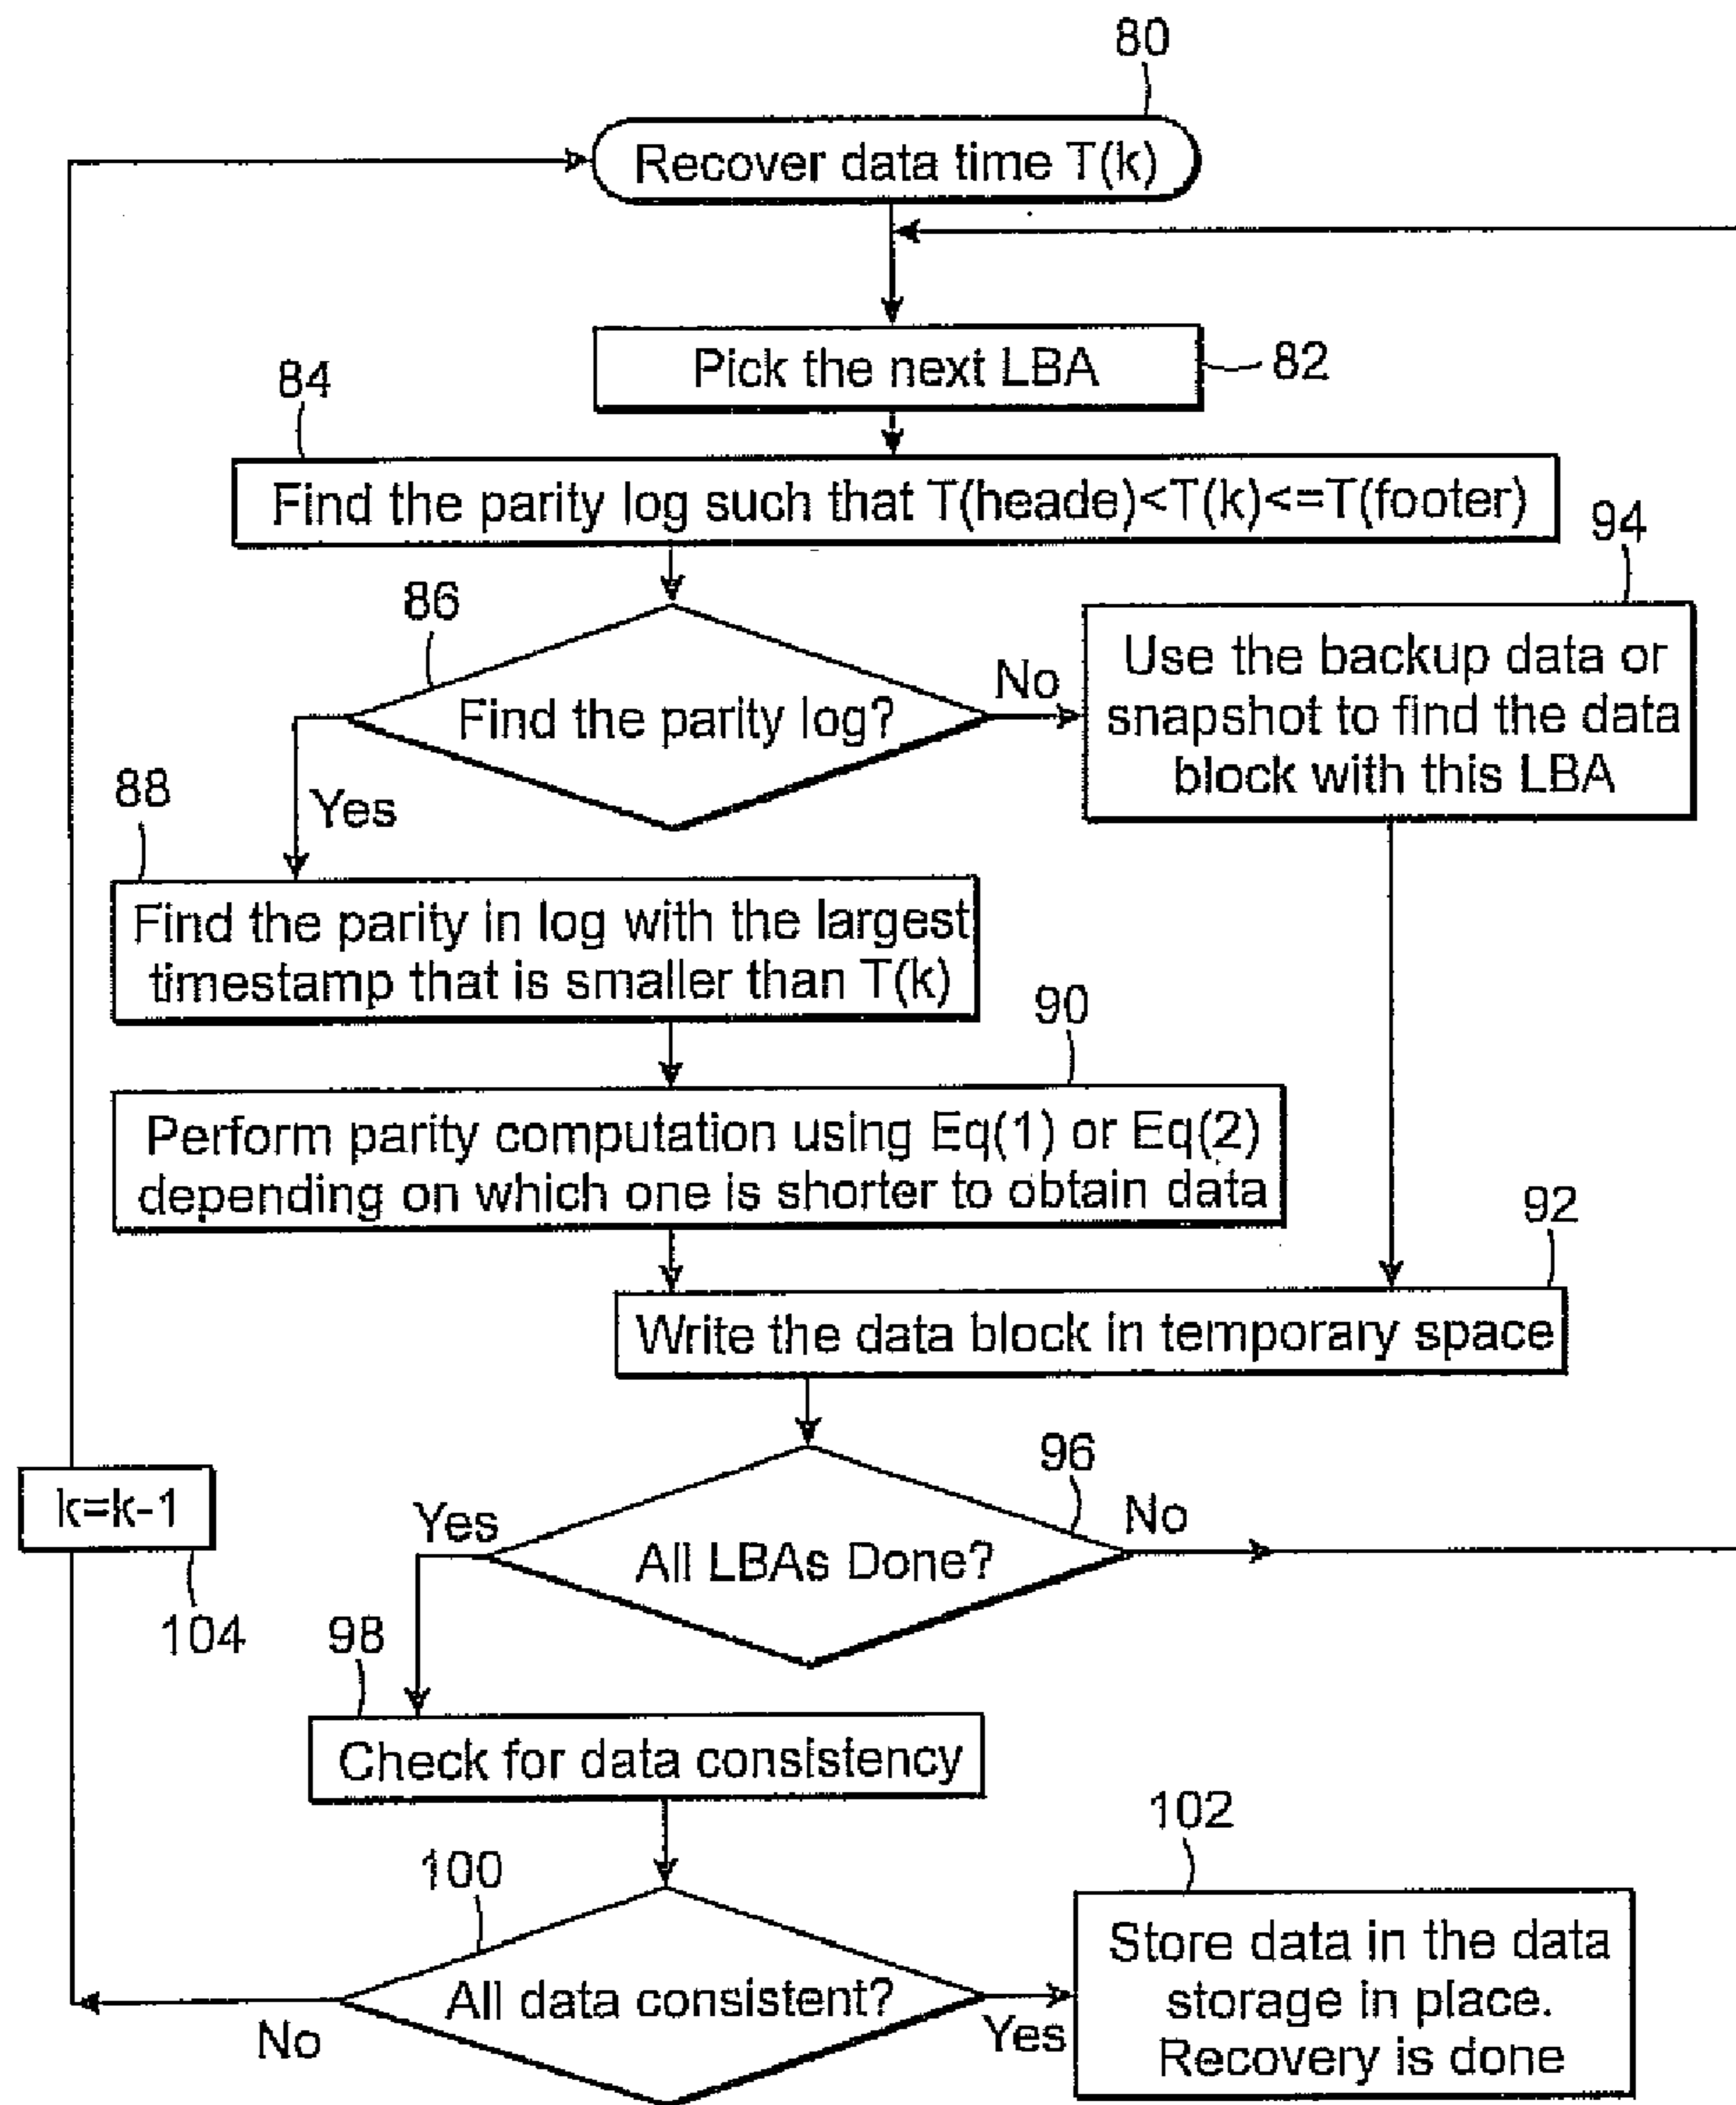 80
Recover data time T(k)
Pick the next LBA
82
84
Find the parity log such that T(heade)<T(k)<=T(footer)
94
86
Find the parity log?
No
Use the backup data or
snapshot to find the data
block with this LBA
Yes
88
Find the parity in log with the largest
timestamp that is smaller than T(k)
90
Perform parity computation using Eq(1) or Eq(2)
depending on which one is shorter to obtain data
92
Write the data block in temporary space
96
k=k-1
104
Yes
All LBAs Done?
No
98
Check for data consistency
100
All data consistent?
No
Yes
102
Store data in the data
storage in place.
Recovery is done